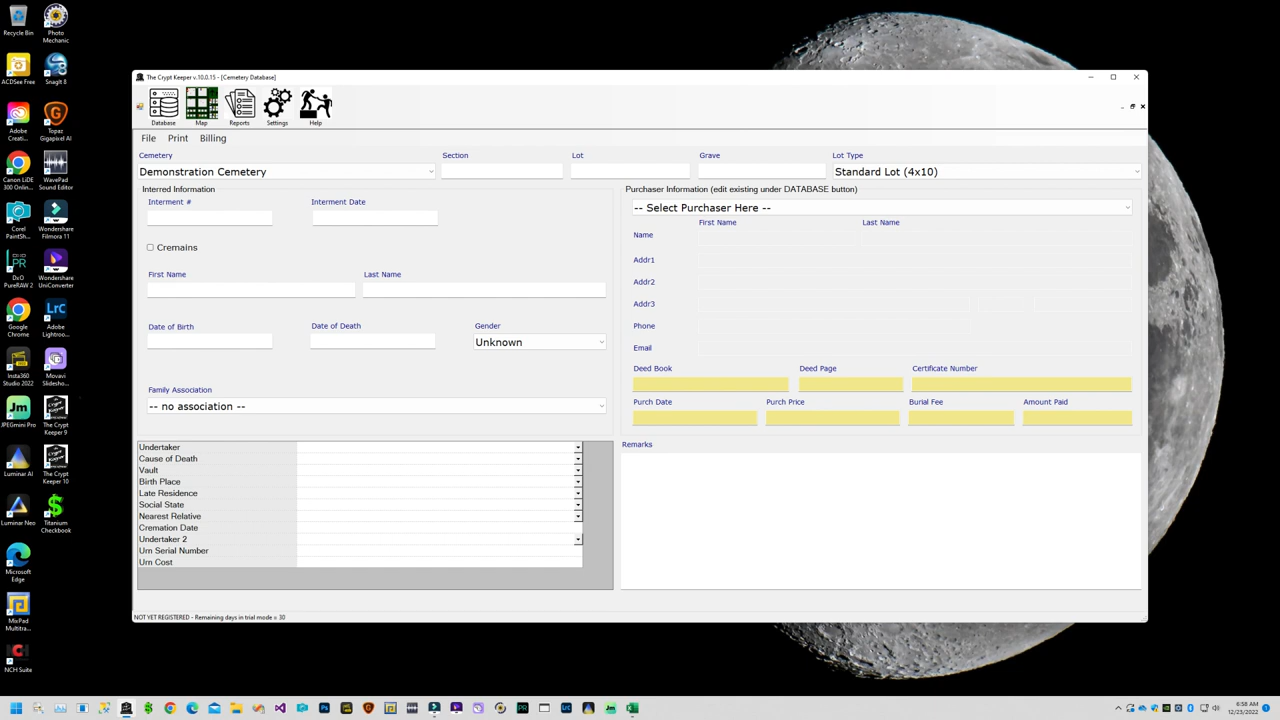 Recycle Bin
Photo
Mechanic
ACDSee Free
SnagIt 8
Adobe
Creati...
Topaz
Gigapixel AI
Canon LiDE
300 Onlin...
WavePad
Sound Editor
Corel
PaintSh...
Wondershare
Filmora 11
DxO
PureRAW 2
Wondershare
UniConverter
Google
Chrome
Adobe
Lightroo...
Insta360
Studio 2022
Movavi
Slidesho...
JPEGmini Pro
The Crypt
Keeper 9
Luminar AI
The Crypt
Keeper 10
Luminar Neo
Titanium
Checkbook
Microsoft
Edge
MixPad
Multitra...
NCH Suite
The Crypt Keeper v.10.0.15 - [Cemetery Database]
Database
Map
Reports
Settings
Help
File Print Billing
Cemetery Section Lot Grave Lot Type
Demonstration Cemetery Standard Lot (4x10)
Interred Information
Interment # Interment Date
Cremains
First Name Last Name
Date of Birth Date of Death Gender
Unknown
Family Association
-- no association --
Undertaker
Cause of Death
Vault
Birth Place
Late Residence
Social State
Nearest Relative
Cremation Date
Undertaker 2
Urn Serial Number
Urn Cost
Purchaser Information (edit existing under DATABASE button)
-- Select Purchaser Here --
First Name Last Name
Name
Addr1
Addr2
Addr3
Phone
Email
Deed Book Deed Page Certificate Number
Purch Date Purch Price Burial Fee Amount Paid
Remarks
NOT YET REGISTERED - Remaining days in trial mode = 30
6:58 AM
12/23/2022